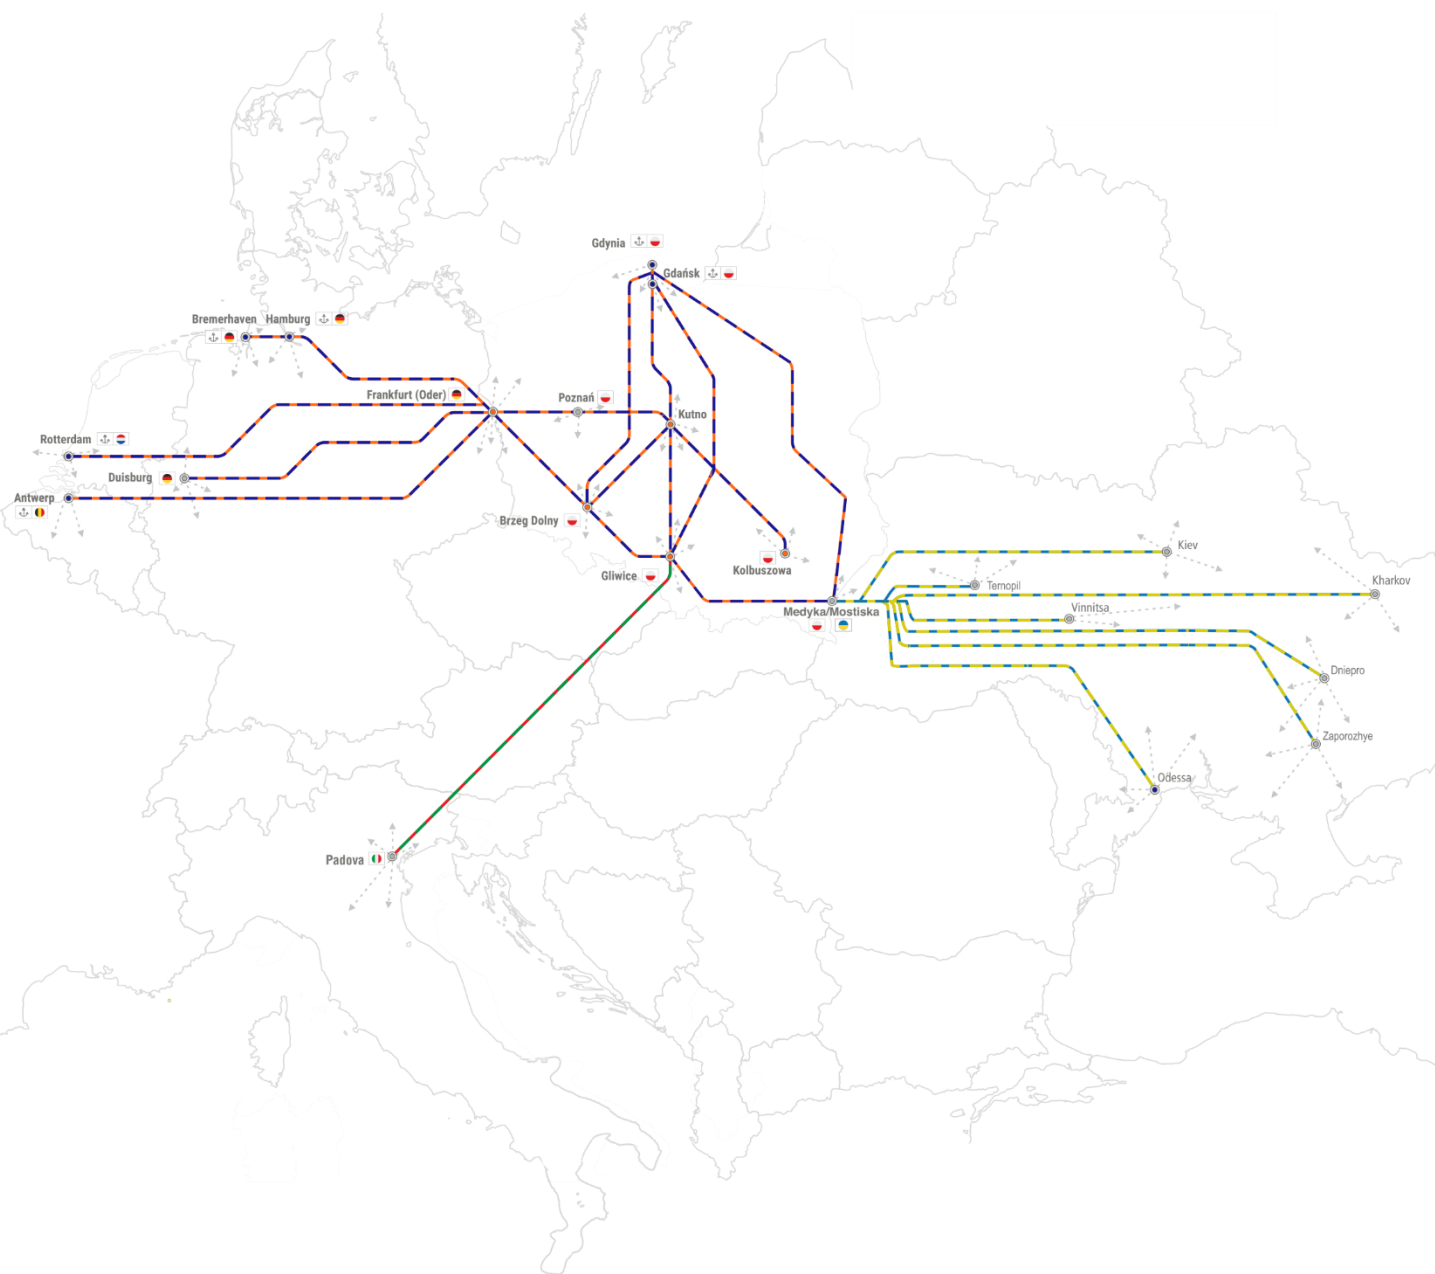 Gdynia
Gdańsk
Bremerhaven
Hamburg
Frankfurt (Oder)
Poznań
Kutno
Rotterdam
Duisburg
Antwerp
Brzeg Dolny
Gliwice
Kolbuszowa
Medyka/Mostiska
Kiev
Ternopil
Kharkov
Vinnitsa
Dniepro
Zaporozhye
Odessa
Padova